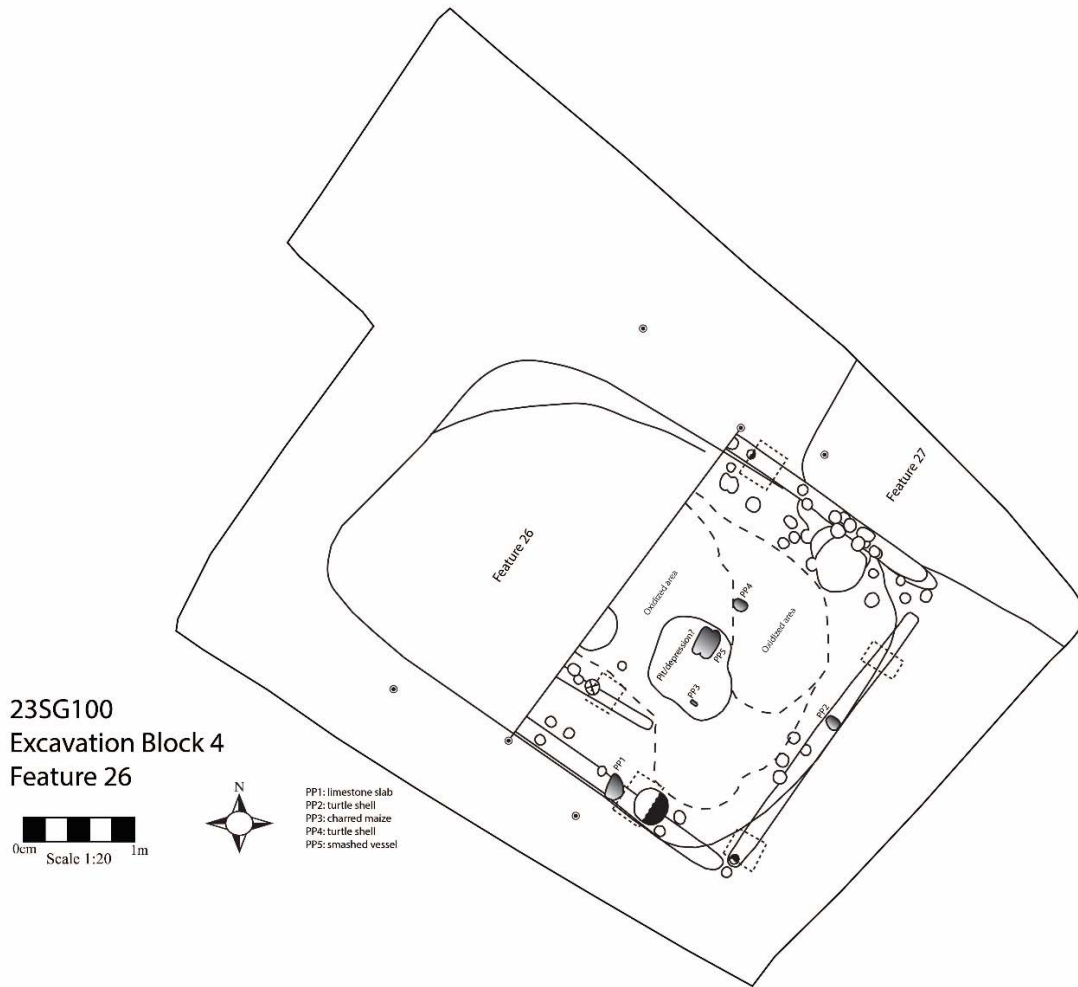 Feature 26
Feature 27
Oxidized area
Oxidized area
PP4
Pit/depression?
PP5
PP3
PP2
PP1
23SG100
Excavation Block 4
Feature 26
0cm
1m
Scale 1:20
N
PP1: limestone slab
PP2: turtle shell
PP3: charred maize
PP4: turtle shell
PP5: smashed vessel